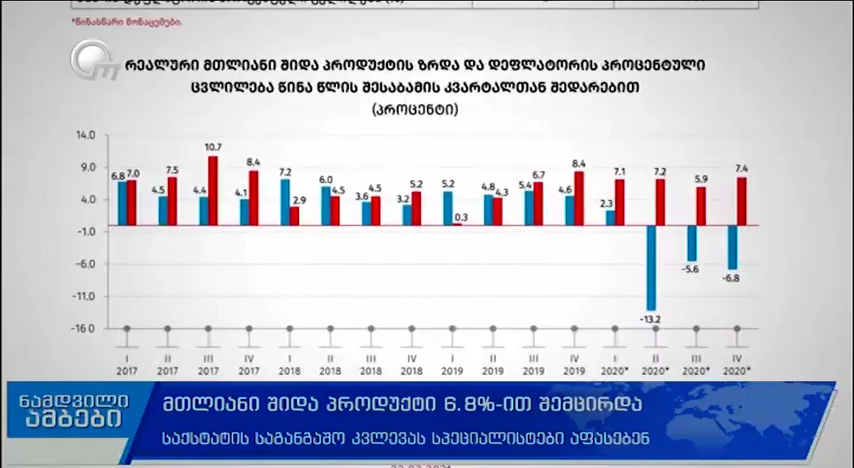 *წინასწარი მონაცემები.
რეალური მთლიანი შიდა პროდუქტის ზრდა და დეფლატორის პროცენტული
ცვლილება წინა წლის შესაბამის კვარტალთან შედარებით
(პროცენტი)
14.0
9.0
4.0
-1.0
-6.0
-11.0
-16.0
6.8 7.0 4.5 7.5 4.4 10.7 4.1 8.4 7.2 2.9 6.0 4.5 3.6 4.5 3.2 5.2 5.2 0.3 4.8 4.3 5.4 6.7 4.6 8.4 2.3 7.1 -13.2 7.2 -5.6 5.9 -6.8 7.4
I II III IV I II III IV I II III IV I II III IV
2017 2017 2017 2017 2018 2018 2018 2018 2019 2019 2019 2019 2020* 2020* 2020* 2020*
ნამდვილი
ამბები
მთლიანი შიდა პროდუქტი 6.8%-ით შემცირდა
საქსტატის საგანგაშო კვლევას სპეციალისტები აფასებენ